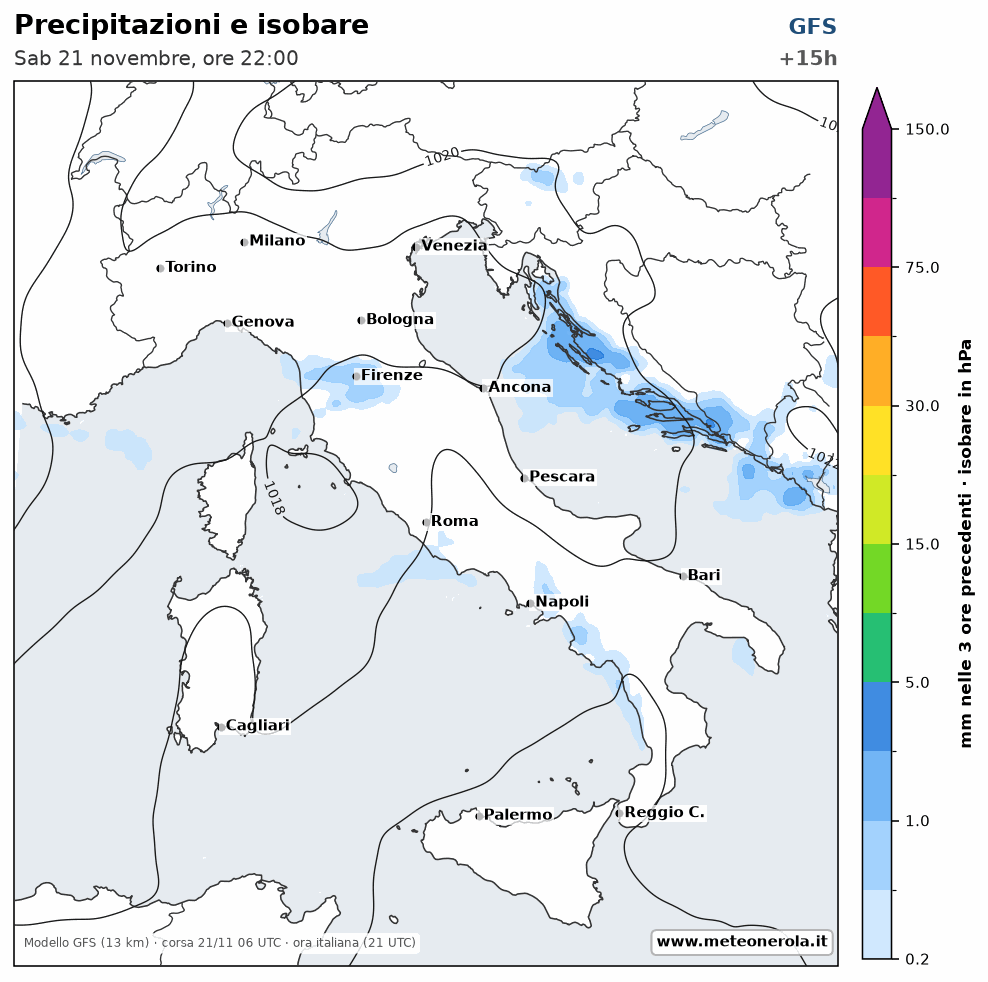 Precipitazioni e isobare
GFS
Sab 21 novembre, ore 22:00
+15h
1020
Milano
Venezia
Torino
Genova
Bologna
Firenze
Ancona
Pescara
1018
Roma
Bari
Napoli
Cagliari
Palermo
Reggio C.
Modello GFS (13 km) · corsa 21/11 06 UTC · ora italiana (21 UTC)
www.meteonerola.it
150.0
75.0
30.0
15.0
5.0
1.0
0.2
mm nelle 3 ore precedenti · isobare in hPa